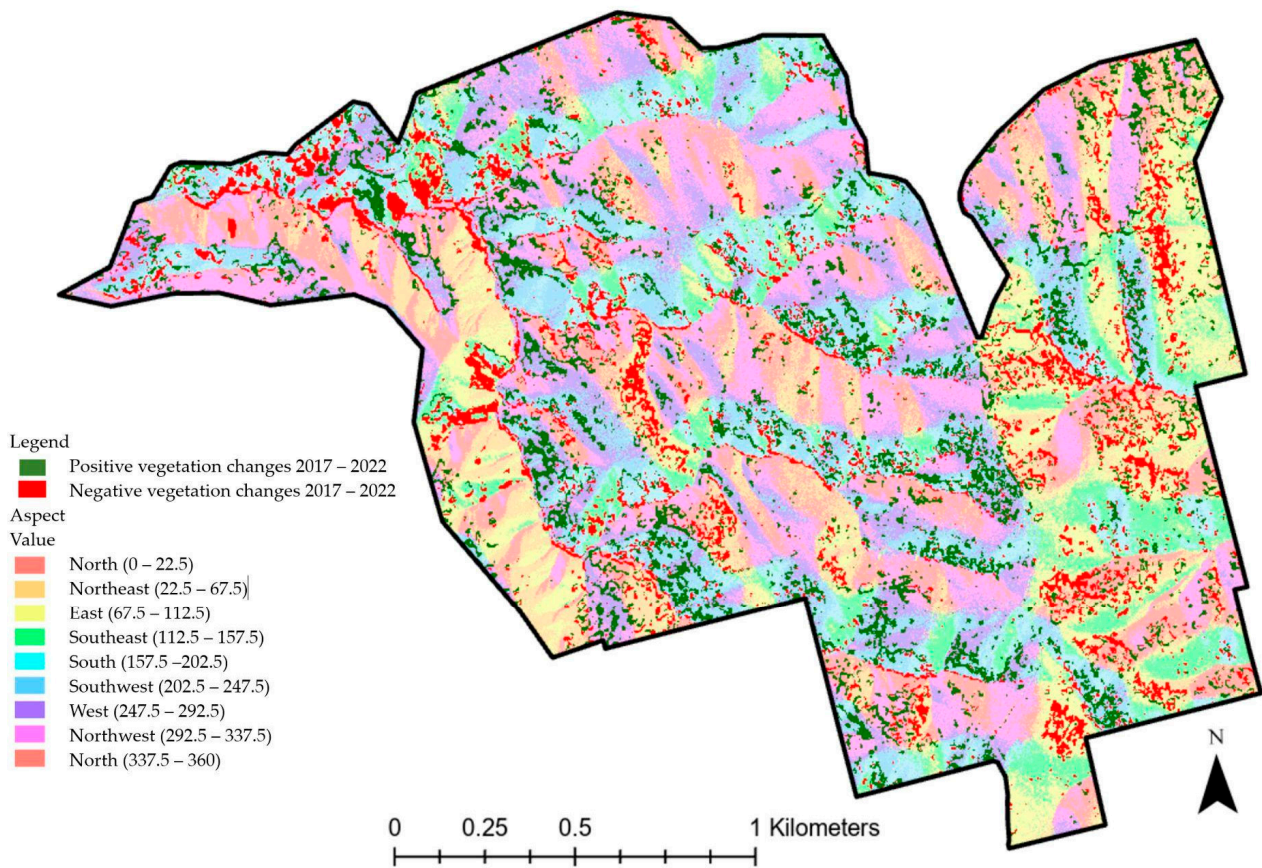 Legend
Positive vegetation changes 2017 – 2022
Negative vegetation changes 2017 – 2022
Aspect
Value
North (0 – 22.5)
Northeast (22.5 – 67.5)
East (67.5 – 112.5)
Southeast (112.5 – 157.5)
South (157.5 –202.5)
Southwest (202.5 – 247.5)
West (247.5 – 292.5)
Northwest (292.5 – 337.5)
North (337.5 – 360)
N
0 0.25 0.5 1 Kilometers